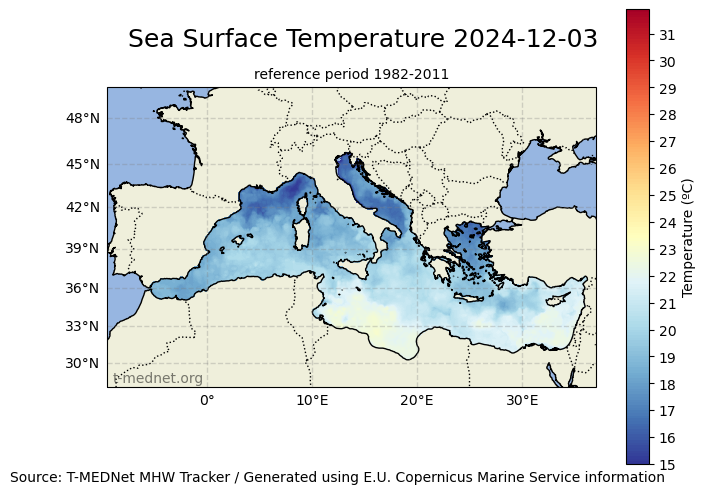 Sea Surface Temperature 2024-12-03
reference period 1982-2011
48°N
45°N
42°N
39°N
36°N
33°N
30°N
t-mednet.org
0°
10°E
20°E
30°E
31
30
29
28
27
26
25
24
23
22
21
20
19
18
17
16
15
Temperature (ºC)
Source: T-MEDNet MHW Tracker / Generated using E.U. Copernicus Marine Service information